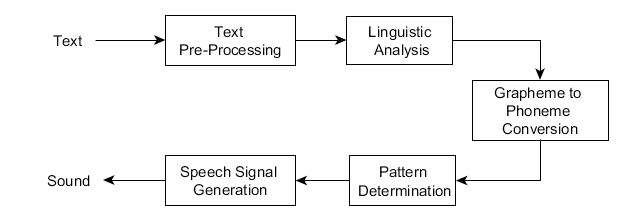 Text
Text
Pre-Processing
Linguistic
Analysis
Grapheme to
Phoneme
Conversion
Pattern
Determination
Speech Signal
Generation
Sound